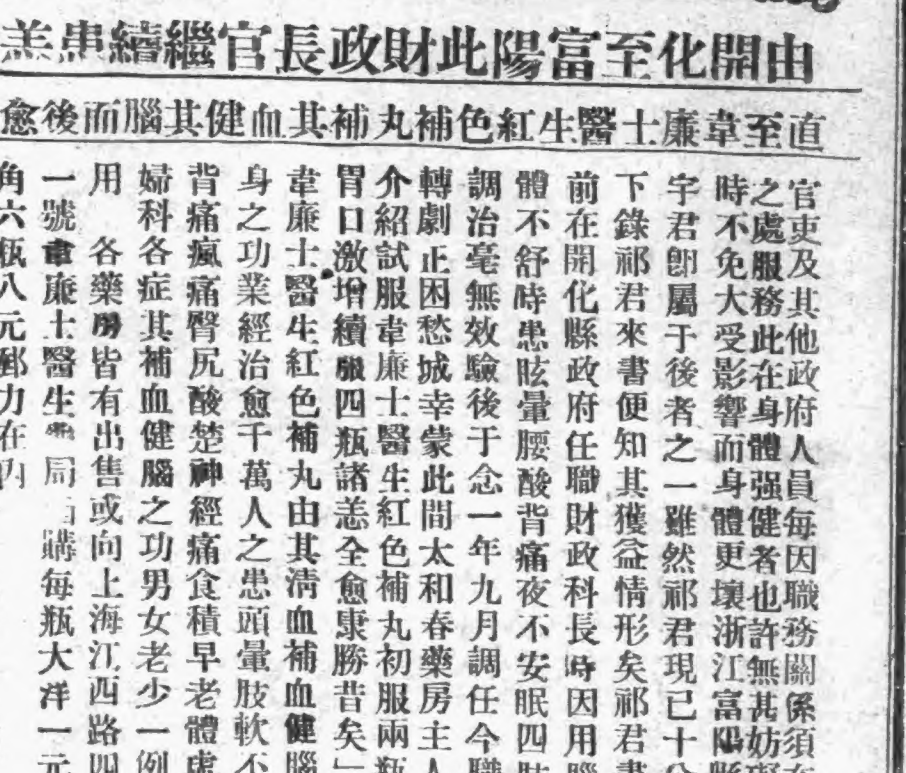 由開化至富陽此財政長官繼續患恙
直至韋廉士醫生紅色補丸補其血健其腦而後愈
官吏及其他政府人員每因職務關係須
之處服務此在身體强健者也許無甚妨
時不免大受影響而身體更壞浙江富陽縣
宇君卽屬于後者之一雖然祁君現已十
下錄祁君來書便知其獲益情形矣祁君
前在開化縣政府任職財政科長時因用腦
體不舒時患眩暈腰酸背痛夜不安眠四肢
調治毫無效驗後于念一年九月調任今職
轉劇正困愁城幸蒙此間太和春藥房主人
介紹試服韋廉士醫生紅色補丸初服兩瓶
胃口激增續服四瓶諸恙全愈康勝昔矣」
韋廉士醫生紅色補丸由其淸血補血健腦
身之功業經治愈千萬人之患頭暈肢軟不
背痛瘋痛臀尻酸楚神經痛食積早老體虛
婦科各症其補血健腦之功男女老少一例
用 各藥房皆有出售或向上海江西路四
一號韋廉士醫生 局 購每瓶大洋一元
角六瓶八元郵力在內